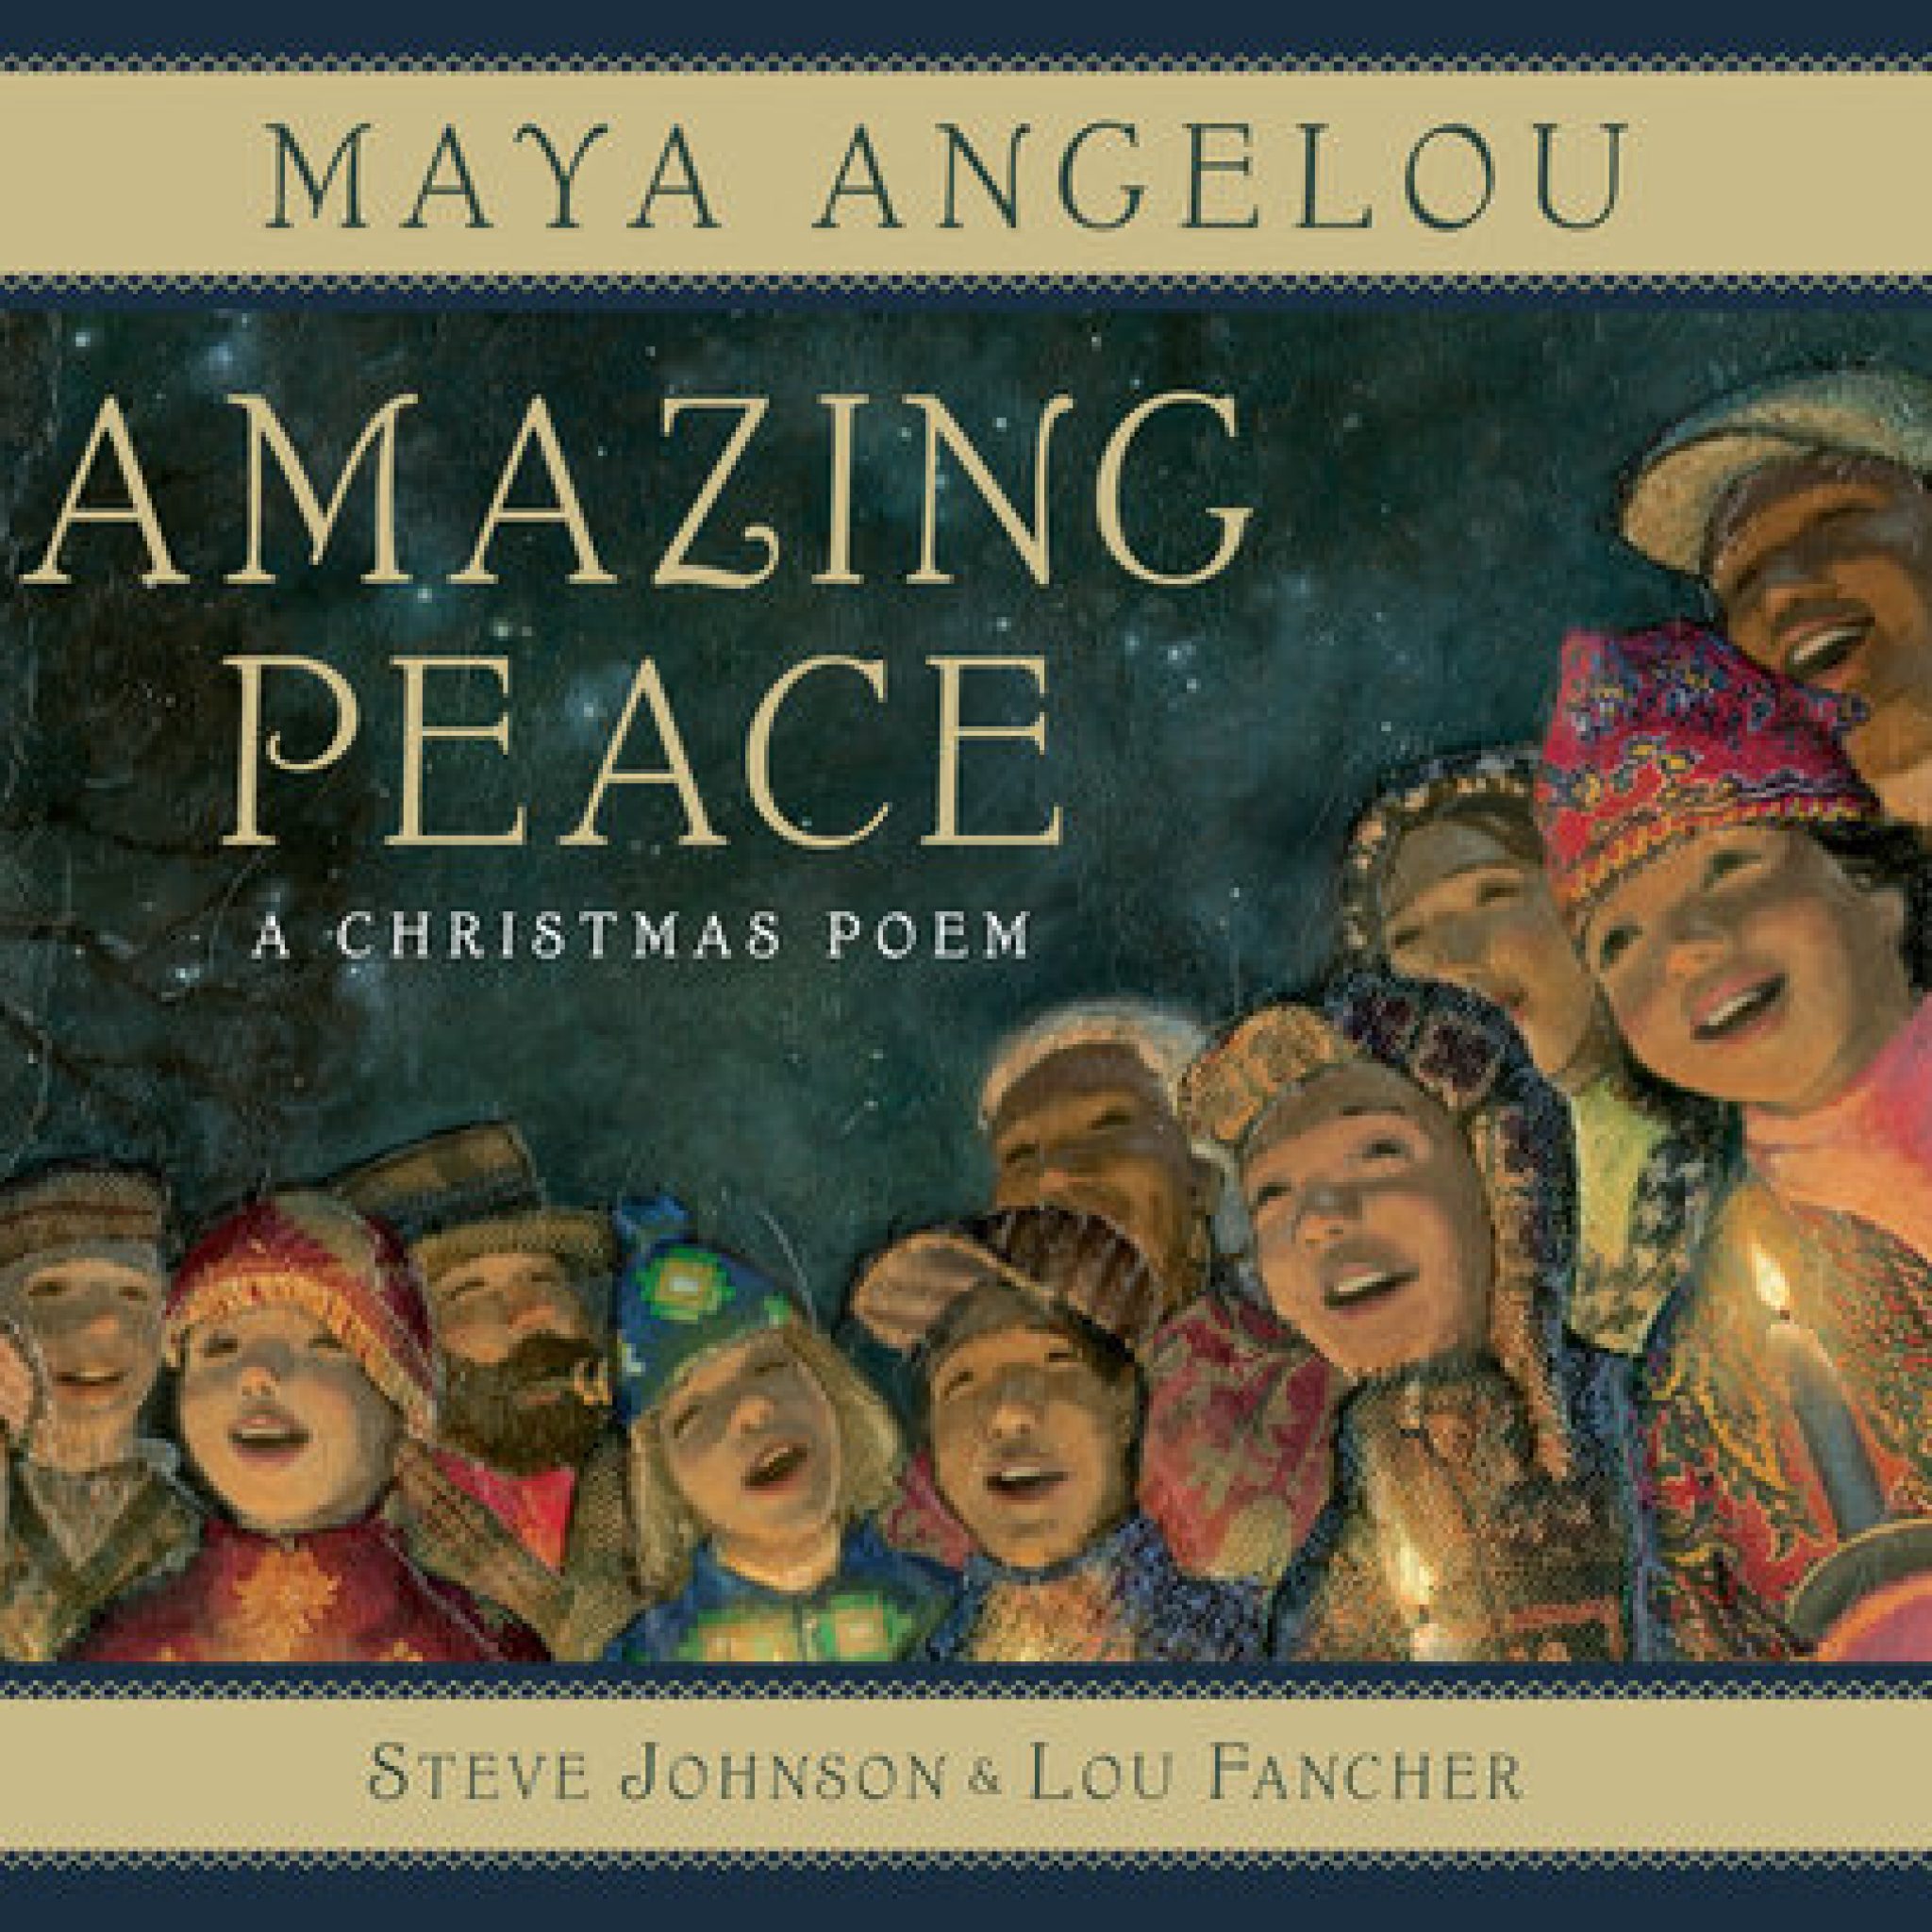 MAYA ANGELOU
AMAZING
PEACE
A CHRISTMAS POEM
STEVE JOHNSON & LOU FANCHER